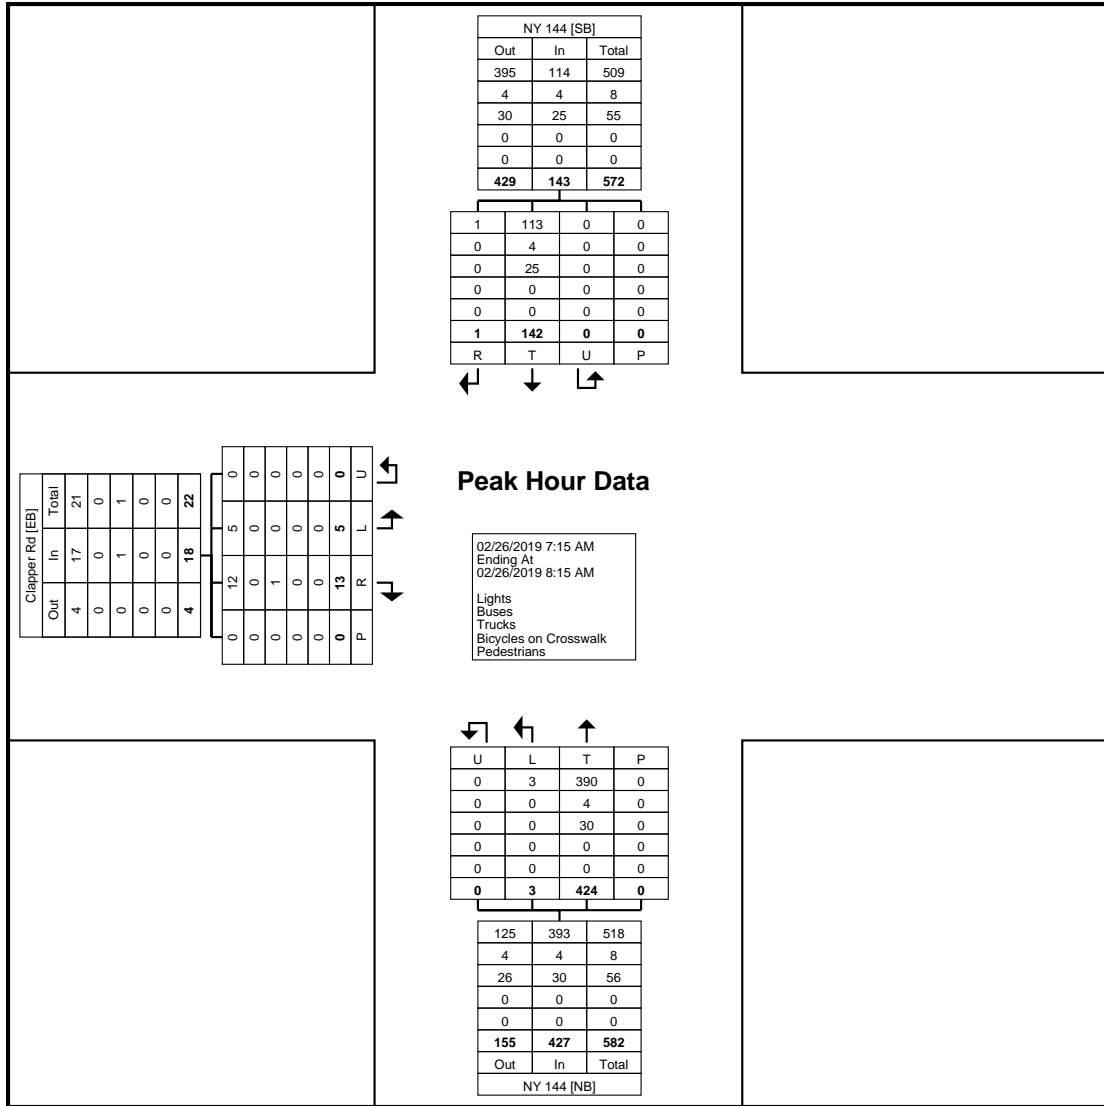 NY 144 [SB]
Out In Total
395 114 509
4 4 8
30 25 55
0 0 0
0 0 0
429 143 572
1 113 0 0
0 4 0 0
0 25 0 0
0 0 0 0
0 0 0 0
1 142 0 0
R T U P
Clapper Rd [EB]
Out In Total
4 17 21
0 0 0
0 1 1
0 0 0
0 0 0
4 18 22
0 12 5 0
0 0 0 0
0 1 0 0
0 0 0 0
0 0 0 0
0 13 5 0
P R L U
Peak Hour Data
02/26/2019 7:15 AM
Ending At
02/26/2019 8:15 AM
Lights
Buses
Trucks
Bicycles on Crosswalk
Pedestrians
U L T P
0 3 390 0
0 0 4 0
0 0 30 0
0 0 0 0
0 0 0 0
0 3 424 0
125 393 518
4 4 8
26 30 56
0 0 0
0 0 0
155 427 582
Out In Total
NY 144 [NB]